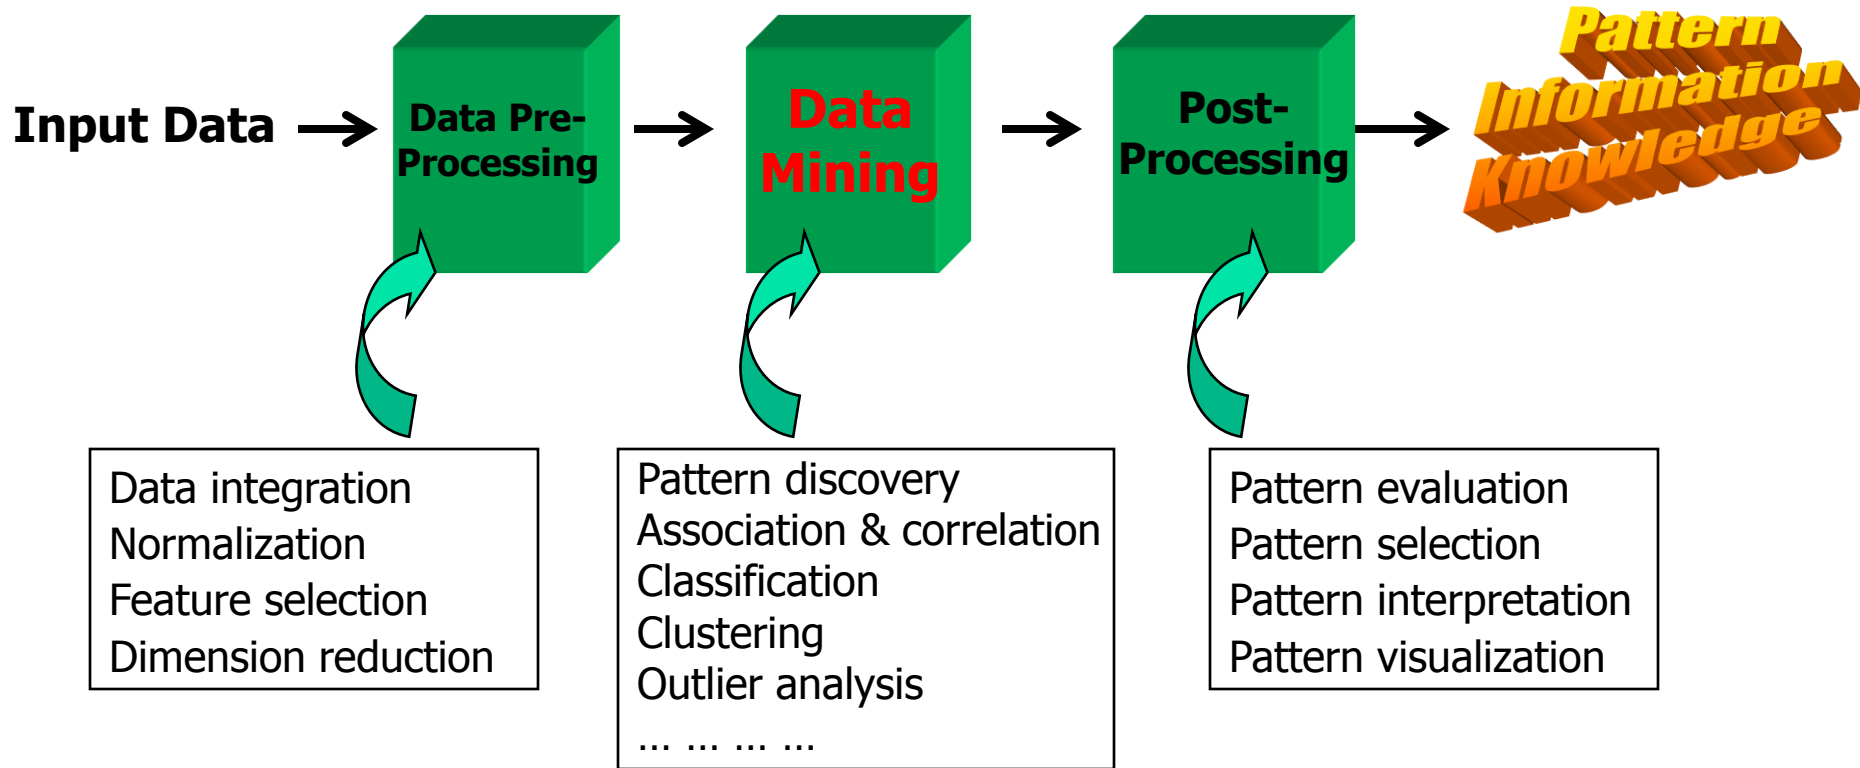 Input Data
Data Pre-
Processing
Data
Mining
Post-
Processing
Pattern
Information
Knowledge
Data integration
Normalization
Feature selection
Dimension reduction
Pattern discovery
Association & correlation
Classification
Clustering
Outlier analysis
... ... ... ...
Pattern evaluation
Pattern selection
Pattern interpretation
Pattern visualization